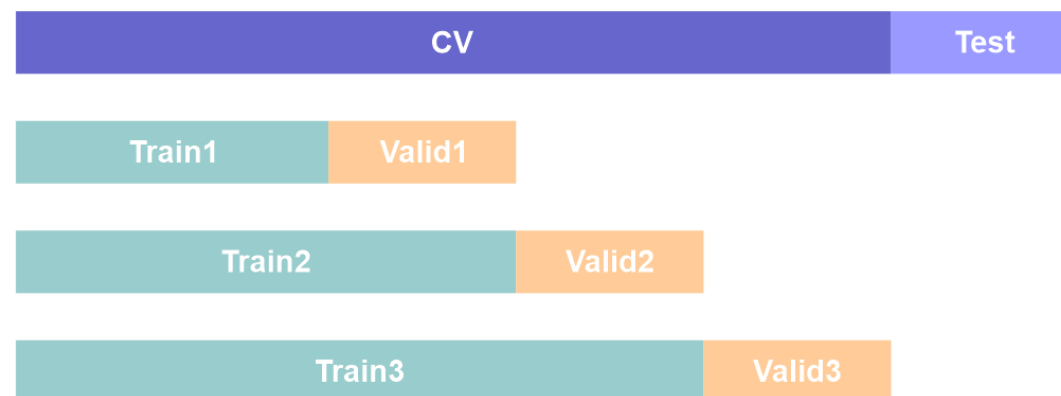 CV Test
Train1 Valid1
Train2 Valid2
Train3 Valid3